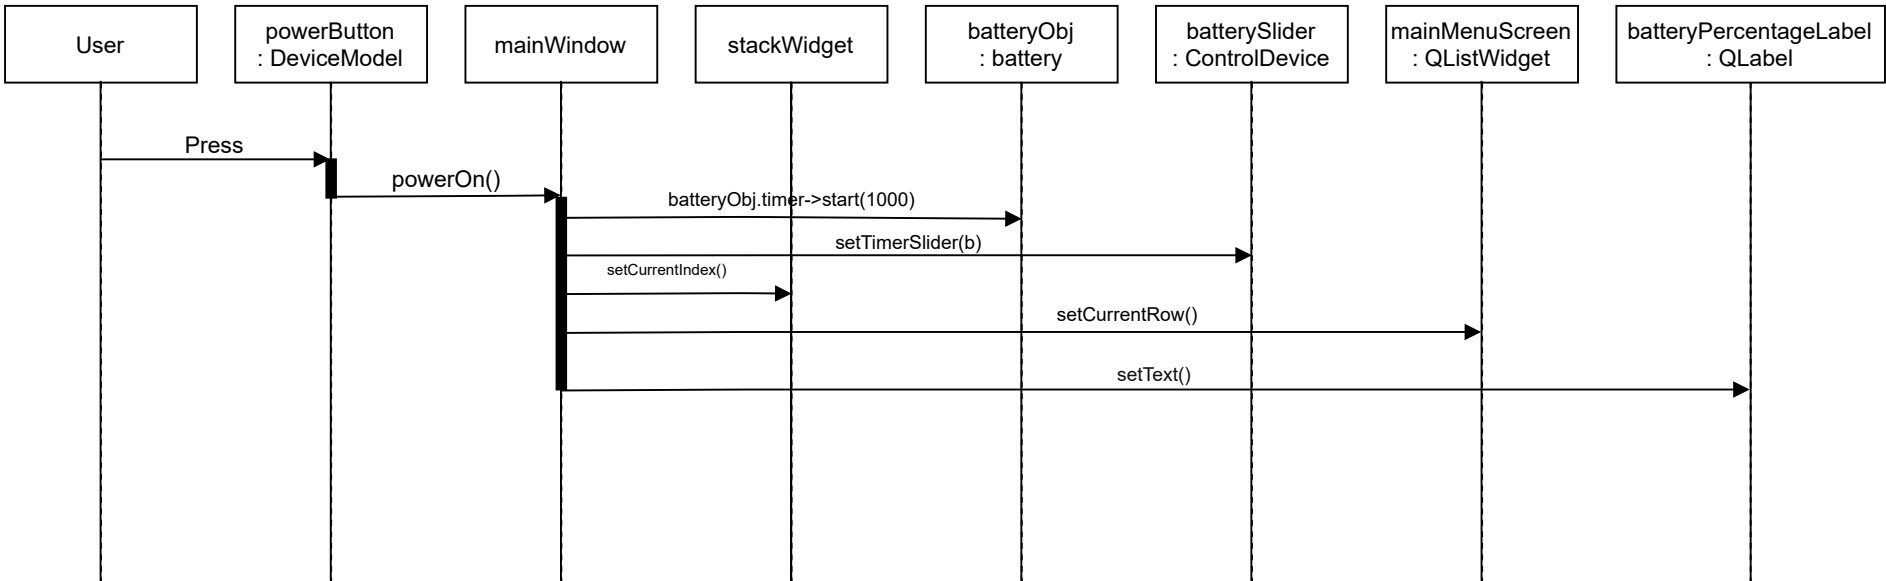 User
powerButton
: DeviceModel
mainWindow
stackWidget
batteryObj
: battery
batterySlider
: ControlDevice
mainMenuScreen
: QListWidget
batteryPercentageLabel
: QLabel
Press
powerOn()
batteryObj.timer->start(1000)
setTimerSlider(b)
setCurrentIndex()
setCurrentRow()
setText()